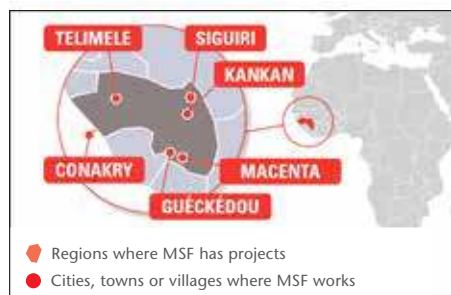 TELIMELE
SIGUIRI
KANKAN
CONAKRY
MACENTA
GUÉCKÉDOU
Regions where MSF has projects
Cities, towns or villages where MSF works